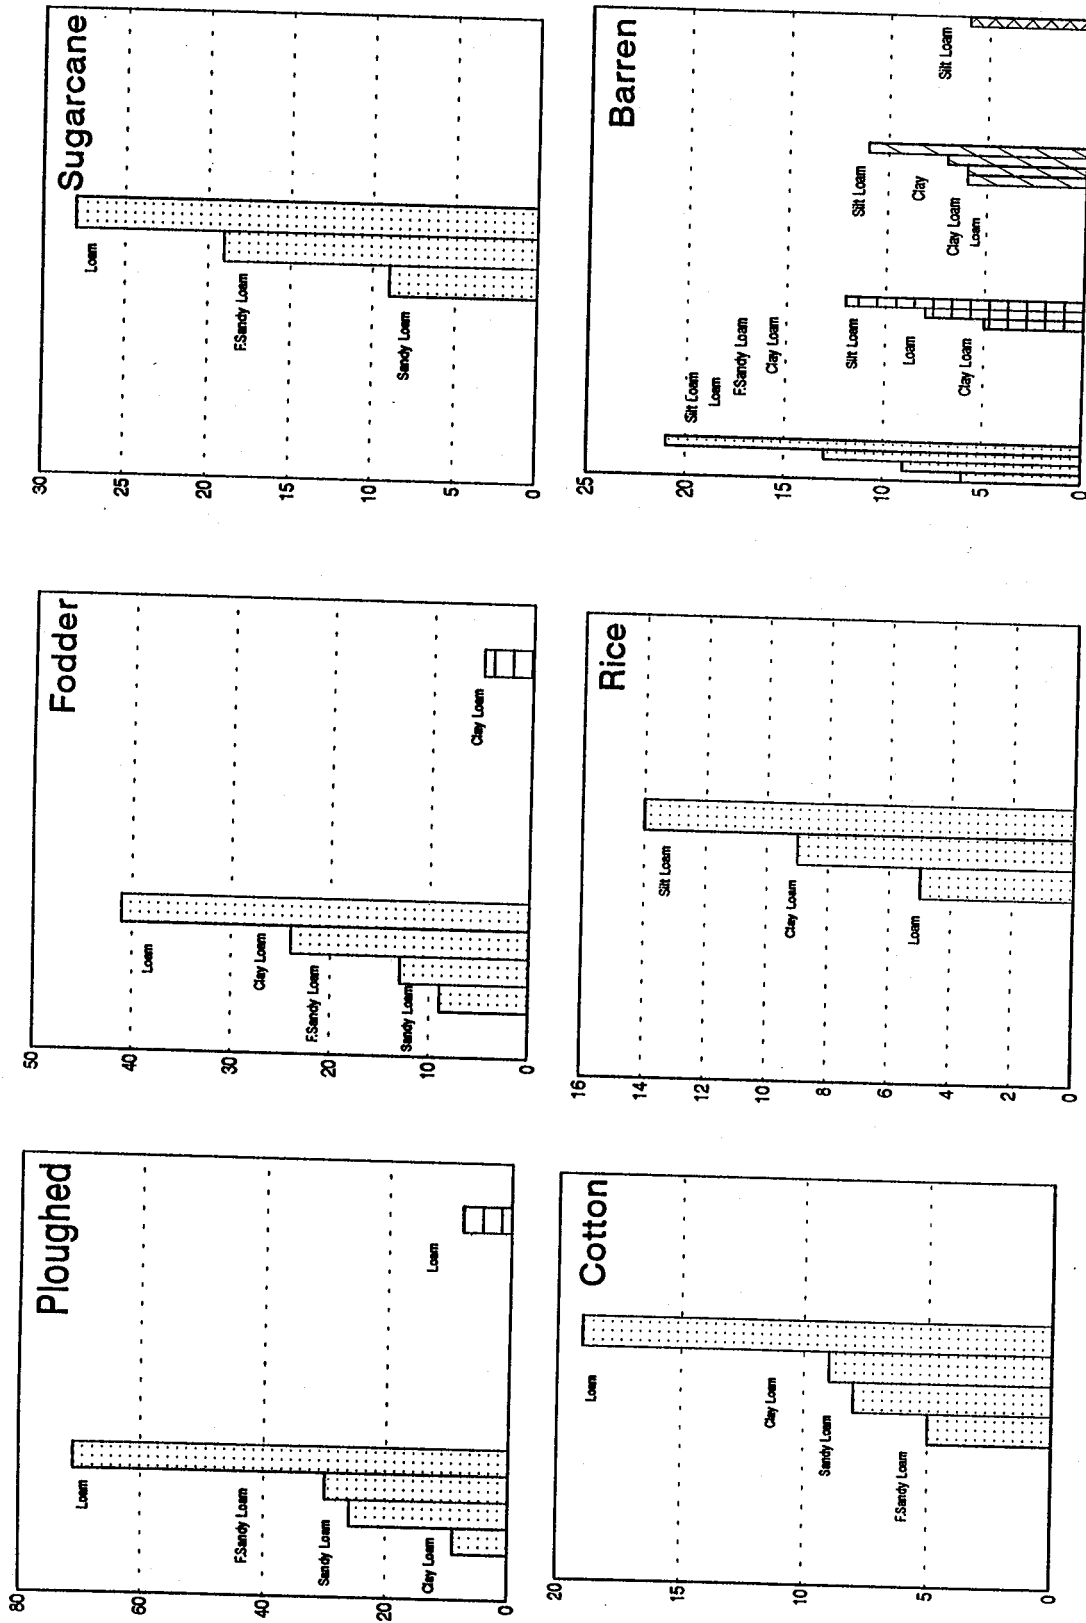 Ploughed
80
60
40
20
0
Loam
F.Sandy Loam
Sandy Loam
Clay Loam
Loam
Fodder
50
40
30
20
10
0
Loam
Clay Loam
F.Sandy Loam
Sandy Loam
Clay Loam
Sugarcane
30
25
20
15
10
5
0
Loam
F.Sandy Loam
Sandy Loam
Cotton
20
15
10
5
0
Loam
Clay Loam
Sandy Loam
F.Sandy Loam
Rice
16
14
12
10
8
6
4
2
0
Silt Loam
Clay Loam
Loam
Barren
25
20
15
10
5
0
Silt Loam
Loam
F.Sandy Loam
Clay Loam
Silt Loam
Loam
Clay Loam
Silt Loam
Clay
Clay Loam
Loam
Silt Loam